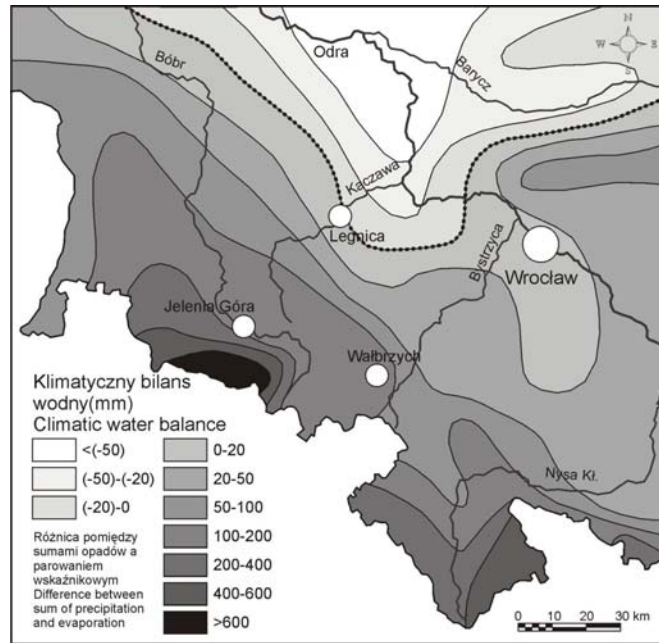 N
W E
S
Odra
Bóbr
Barycz
Kaczawa
Legnica
Bystrzyca
Wrocław
Jelenia Góra
Wałbrzych
Nysa Kł.
Klimatyczny bilans
wodny(mm)
Climatic water balance
<(-50)
(-50)-(-20)
(-20)-0
0-20
20-50
50-100
100-200
200-400
400-600
>600
Różnica pomiędzy
sumami opadów a
parowaniem
wskaźnikowym
Difference between
sum of precipitation
and evaporation
0 10 20 30 km